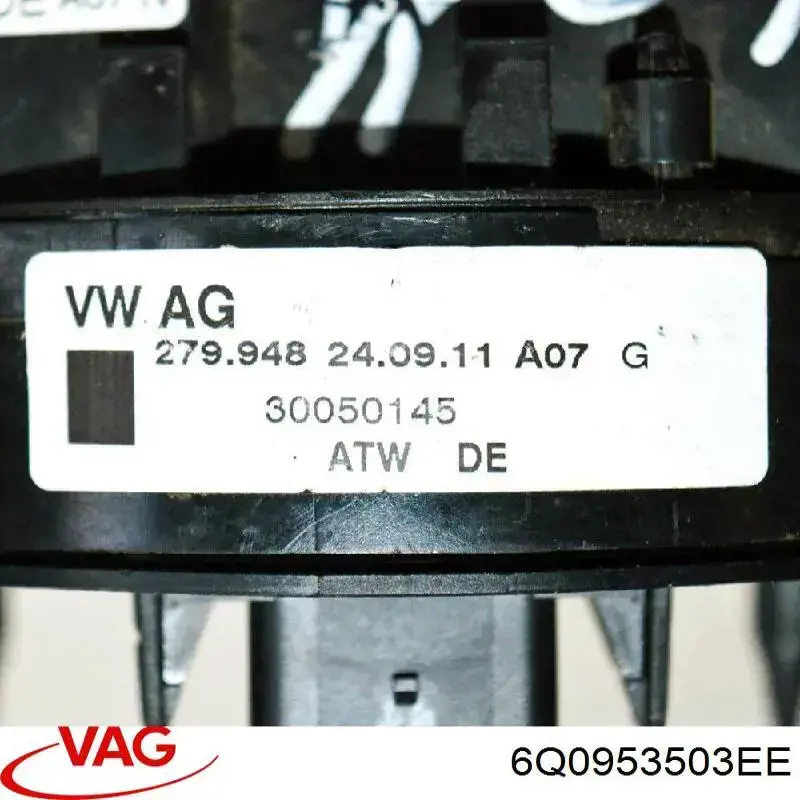 VW AG
279.948 24.09.11 A07 G
30050145
ATW DE
VAG
6Q0953503EE